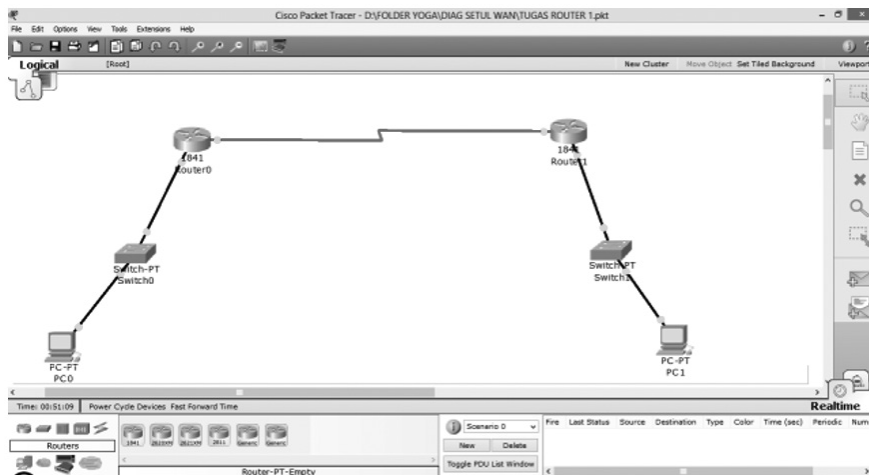 Cisco Packet Tracer - D:\FOLDER YOGA\DIAG SETUL WAN\TUGAS ROUTER 1.pkt
File Edit Options View Tools Extensions Help
Logical [Root] New Cluster Move Object Set Tiled Background Viewport
1841
Router0
1841
Router1
Switch-PT
Switch0
Switch-PT
Switch1
PC-PT
PC0
PC-PT
PC1
Time: 00:51:09 Power Cycle Devices Fast Forward Time Realtime
Routers
1841 2620XM 2621XM 2811 Generic Generic
Router-PT-Empty
Scenario 0
New Delete
Toggle PDU List Window
Fire Last Status Source Destination Type Color Time (sec) Periodic Num